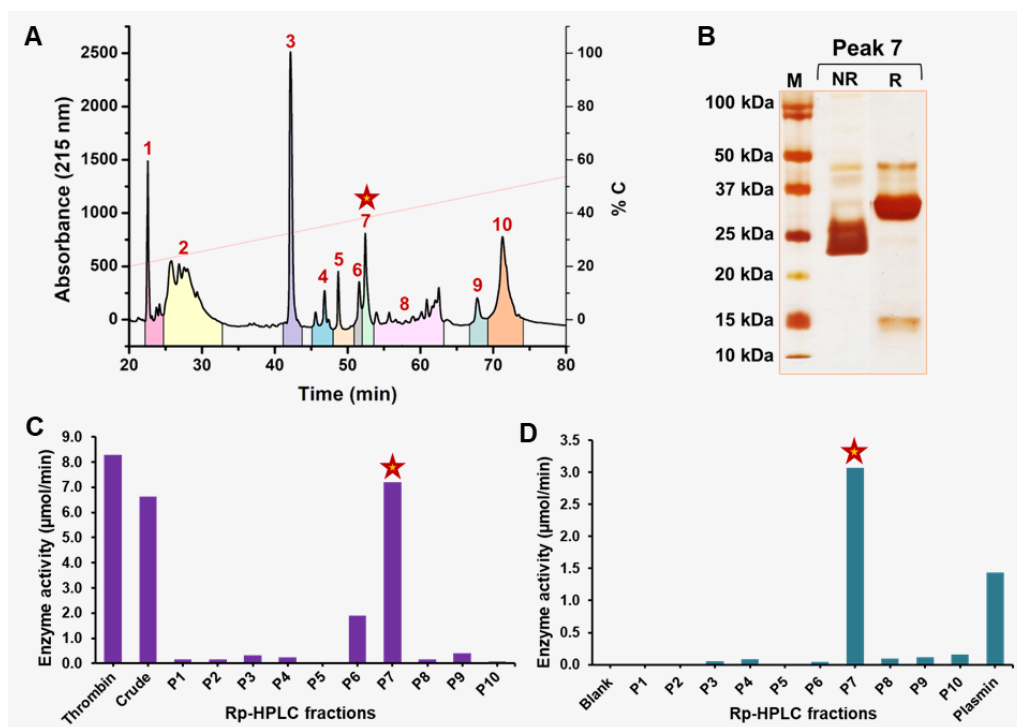 A
Absorbance (215 nm)
2500
2000
1500
1000
500
0
1
2
3
4
5
6
7
8
9
10
100
80
60
40
20
0
% C
20 30 40 50 60 70 80
Time (min)
B
Peak 7
M NR R
100 kDa
50 kDa
37 kDa
25 kDa
20 kDa
15 kDa
10 kDa
C
Enzyme activity (µmol/min)
9.0
8.0
7.0
6.0
5.0
4.0
3.0
2.0
1.0
0.0
Thrombin Crude P1 P2 P3 P4 P5 P6 P7 P8 P9 P10
Rp-HPLC fractions
D
Enzyme activity (µmol/min)
3.5
3.0
2.5
2.0
1.5
1.0
0.5
0.0
Blank P1 P2 P3 P4 P5 P6 P7 P8 P9 P10 Plasmin
Rp-HPLC fractions